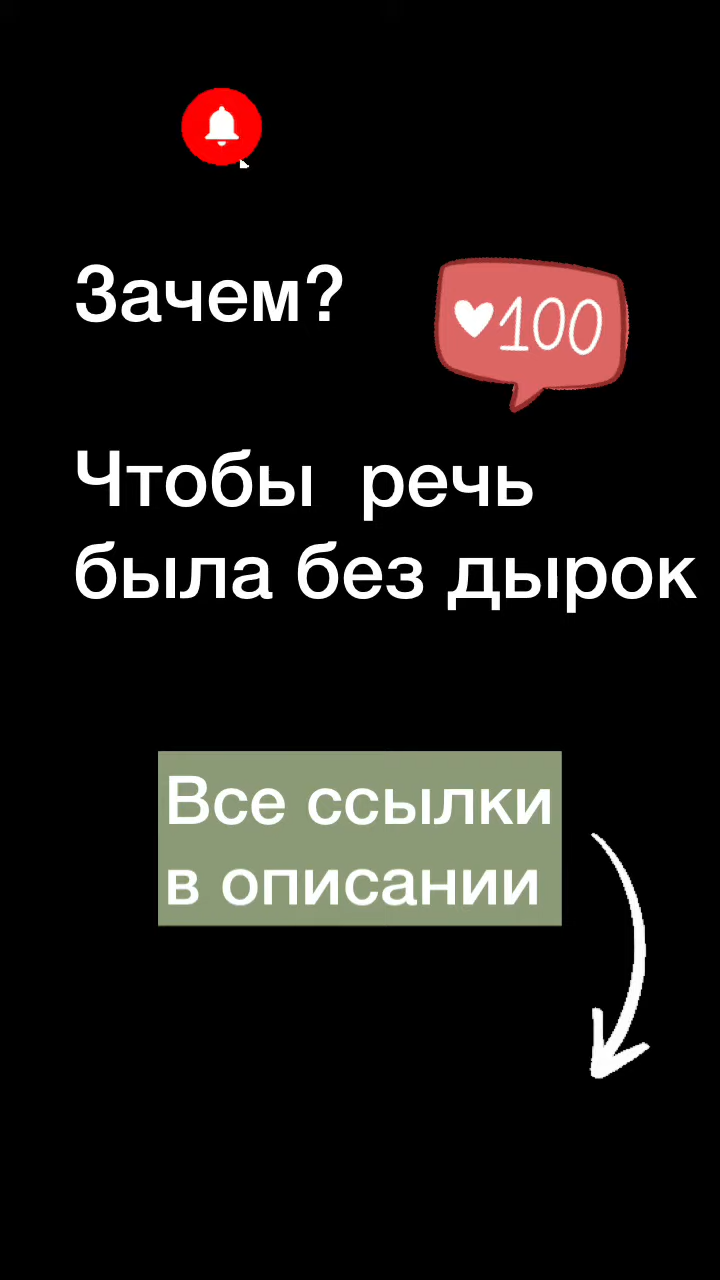 Зачем?
100
Чтобы речь
была без дырок
Все ссылки
в описании